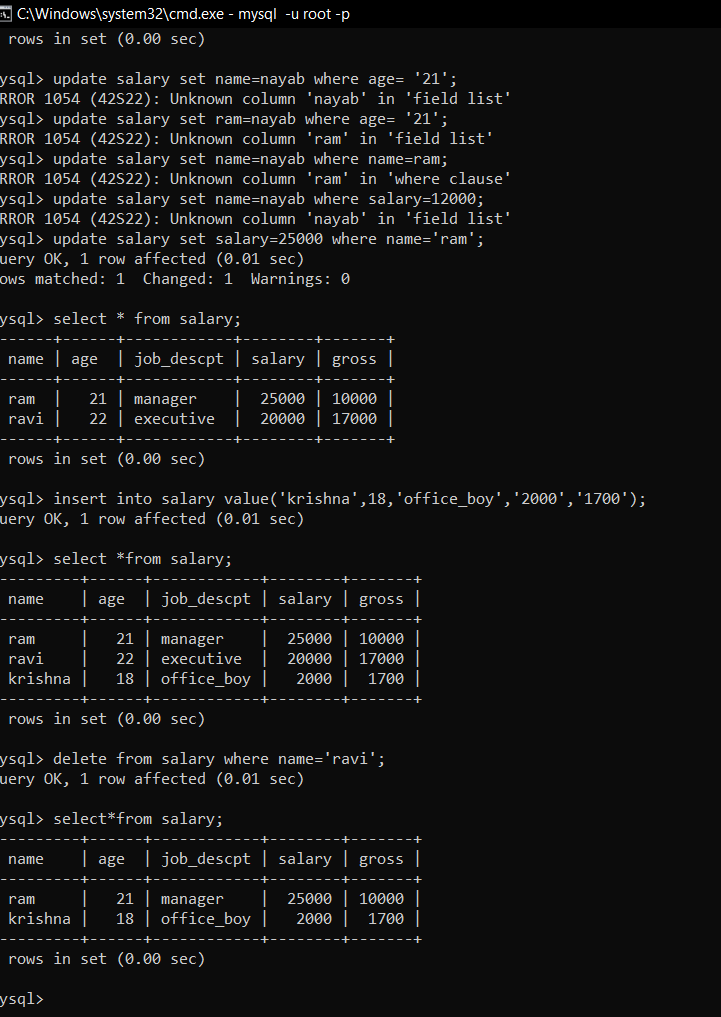 C:\Windows\system32\cmd.exe - mysql  -u root -p
rows in set (0.00 sec)
ysql> update salary set name=nayab where age= '21';
RROR 1054 (42S22): Unknown column 'nayab' in 'field list'
ysql> update salary set ram=nayab where age= '21';
RROR 1054 (42S22): Unknown column 'ram' in 'field list'
ysql> update salary set name=nayab where name=ram;
RROR 1054 (42S22): Unknown column 'ram' in 'where clause'
ysql> update salary set name=nayab where salary=12000;
RROR 1054 (42S22): Unknown column 'nayab' in 'field list'
ysql> update salary set salary=25000 where name='ram';
uery OK, 1 row affected (0.01 sec)
ows matched: 1  Changed: 1  Warnings: 0
ysql> select * from salary;
------+------+------------+--------+-------+
 name | age  | job_descpt | salary | gross |
------+------+------------+--------+-------+
 ram  |   21 | manager    |  25000 | 10000 |
 ravi |   22 | executive  |  20000 | 17000 |
------+------+------------+--------+-------+
 rows in set (0.00 sec)
ysql> insert into salary value('krishna',18,'office_boy','2000','1700');
uery OK, 1 row affected (0.01 sec)
ysql> select *from salary;
---------+------+------------+--------+-------+
 name    | age  | job_descpt | salary | gross |
---------+------+------------+--------+-------+
 ram     |   21 | manager    |  25000 | 10000 |
 ravi    |   22 | executive  |  20000 | 17000 |
 krishna |   18 | office_boy |   2000 |  1700 |
---------+------+------------+--------+-------+
 rows in set (0.00 sec)
ysql> delete from salary where name='ravi';
uery OK, 1 row affected (0.01 sec)
ysql> select*from salary;
---------+------+------------+--------+-------+
 name    | age  | job_descpt | salary | gross |
---------+------+------------+--------+-------+
 ram     |   21 | manager    |  25000 | 10000 |
 krishna |   18 | office_boy |   2000 |  1700 |
---------+------+------------+--------+-------+
 rows in set (0.00 sec)
ysql>